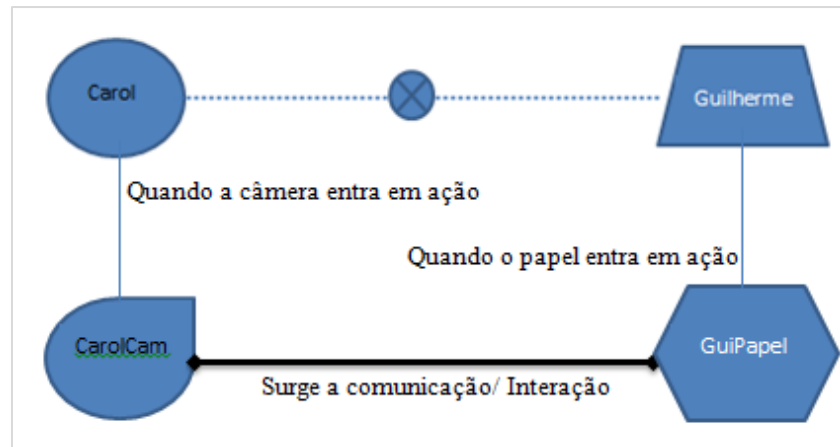 Carol
Guilherme
Quando a câmera entra em ação
Quando o papel entra em ação
CarolCam
GuiPapel
Surge a comunicação/ Interação